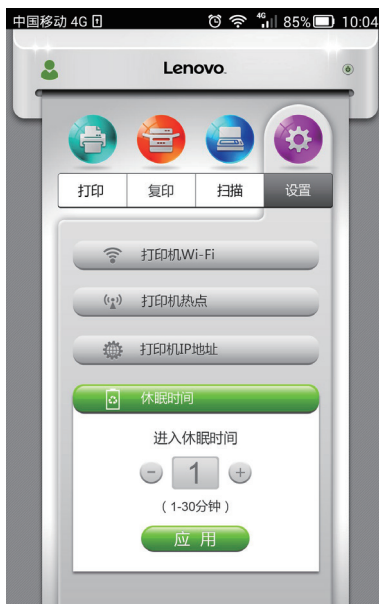 中国移动 4G 4G 85% 10:04
Lenovo.
打印 复印 扫描 设置
打印机Wi-Fi
打印机热点
打印机IP地址
休眠时间
进入休眠时间
- 1 +
(1-30分钟)
应 用